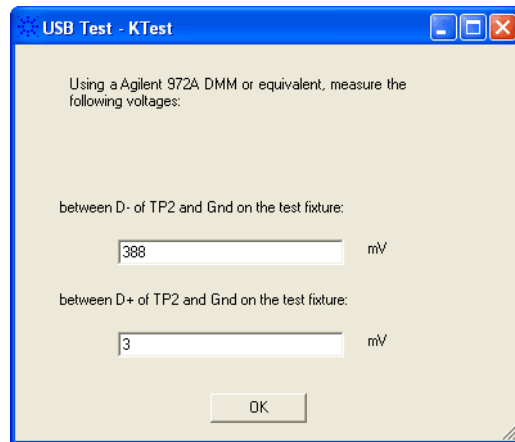 USB Test - KTest
Using a Agilent 972A DMM or equivalent, measure the
following voltages:
between D- of TP2 and Gnd on the test fixture:
388 mV
between D+ of TP2 and Gnd on the test fixture:
3 mV
OK